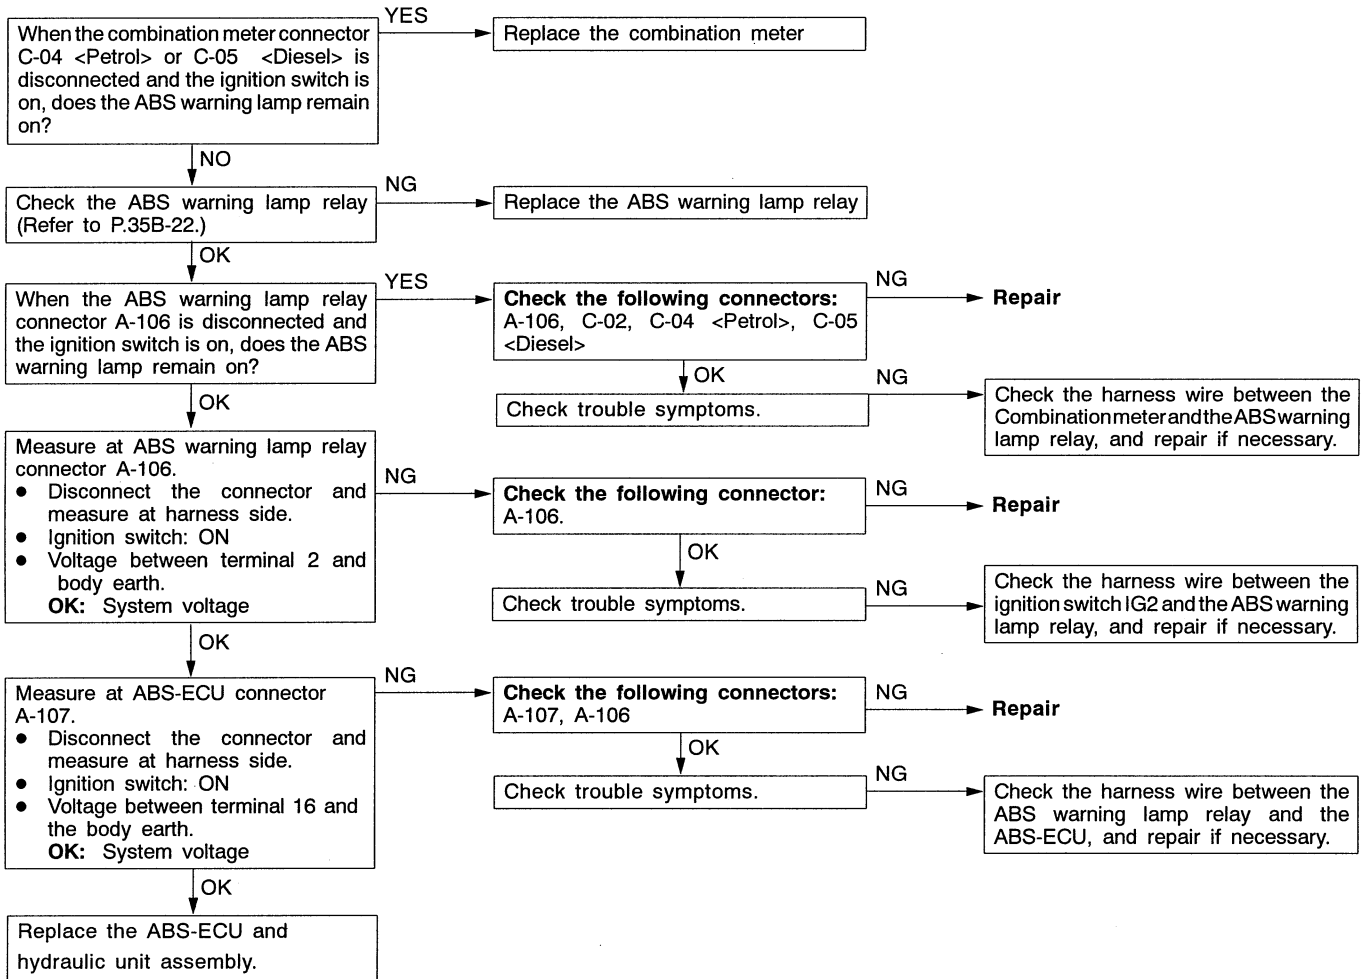 When the combination meter connector
C-04 <Petrol> or C-05 <Diesel> is
disconnected and the ignition switch is
on, does the ABS warning lamp remain
on?
YES
Replace the combination meter
NO
Check the ABS warning lamp relay
(Refer to P.35B-22.)
NG
Replace the ABS warning lamp relay
OK
When the ABS warning lamp relay
connector A-106 is disconnected and
the ignition switch is on, does the ABS
warning lamp remain on?
YES
Check the following connectors:
A-106, C-02, C-04 <Petrol>, C-05
<Diesel>
NG
Repair
OK
Check trouble symptoms.
NG
Check the harness wire between the
Combination meter and the ABS warning
lamp relay, and repair if necessary.
OK
Measure at ABS warning lamp relay
connector A-106.
● Disconnect the connector and
measure at harness side.
● Ignition switch: ON
● Voltage between terminal 2 and
body earth.
OK: System voltage
NG
Check the following connector:
A-106.
NG
Repair
OK
Check trouble symptoms.
NG
Check the harness wire between the
ignition switch IG2 and the ABS warning
lamp relay, and repair if necessary.
OK
Measure at ABS-ECU connector
A-107.
● Disconnect the connector and
measure at harness side.
● Ignition switch: ON
● Voltage between terminal 16 and
the body earth.
OK: System voltage
NG
Check the following connectors:
A-107, A-106
NG
Repair
OK
Check trouble symptoms.
NG
Check the harness wire between the
ABS warning lamp relay and the
ABS-ECU, and repair if necessary.
OK
Replace the ABS-ECU and
hydraulic unit assembly.